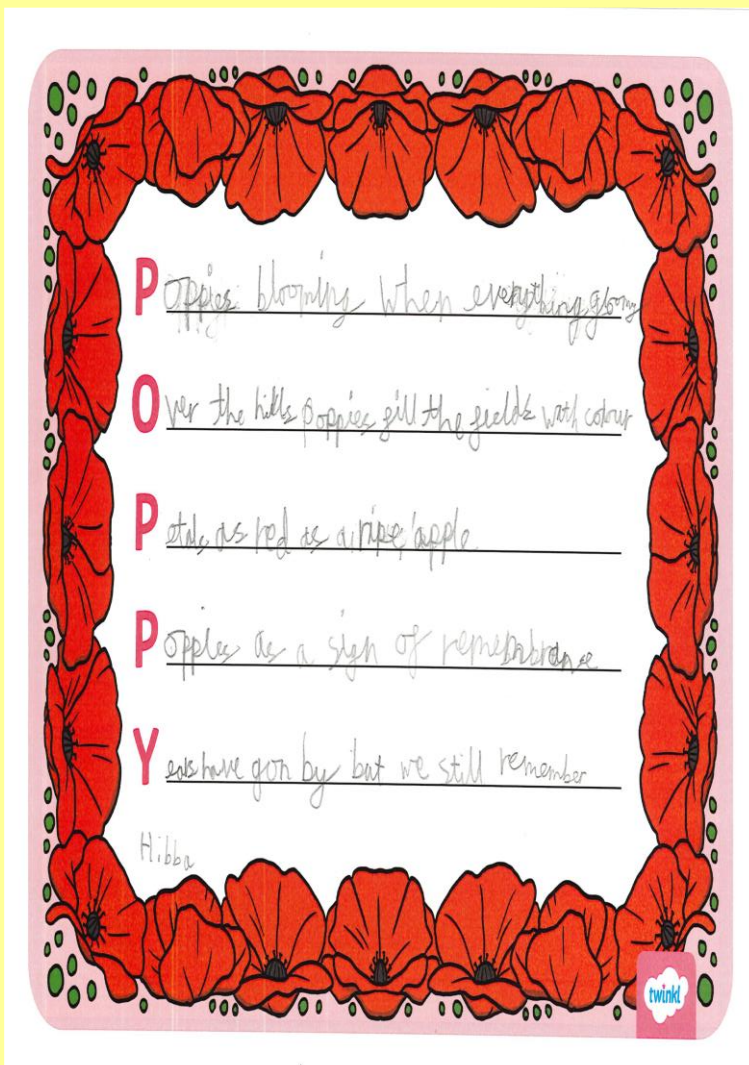 Poppies blooming when everything gloomy
Over the hills poppies fill the fields with colour
Petals as red as a ripe apple
Poppies as a sign of remembrance
Years have gon by but we still remember
Hibba
twinkl